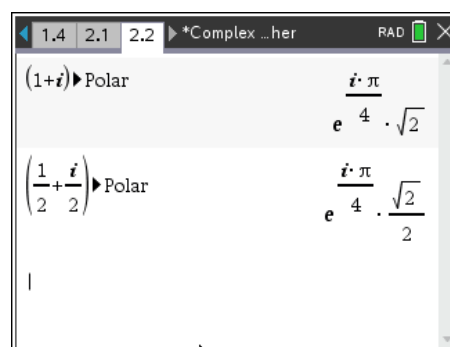 1.4 2.1 2.2 *Complex …her RAD
(1+i)▶Polar e^(i·π/4)·√2
(1/2+i/2)▶Polar e^(i·π/4)·√2/2